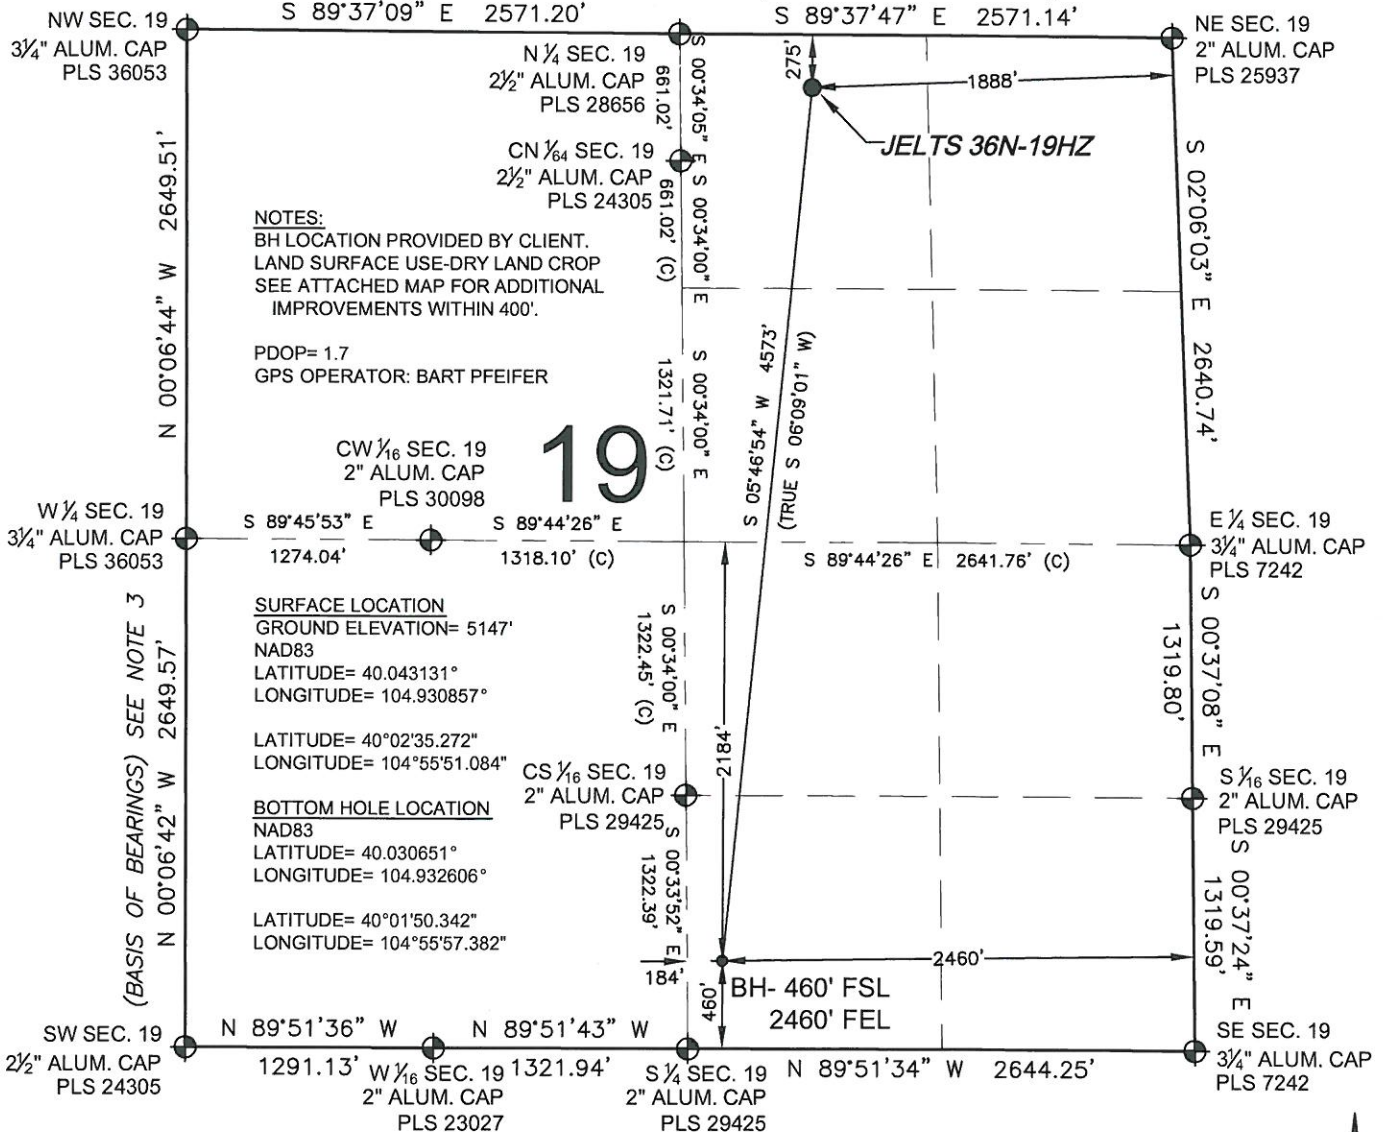 S 89°37'09" E 2571.20'
S 89°37'47" E 2571.14'
NW SEC. 19
3¼" ALUM. CAP
PLS 36053
N ¼ SEC. 19
2½" ALUM. CAP
PLS 28656
NE SEC. 19
2" ALUM. CAP
PLS 25937
275'
1888'
JELTS 36N-19HZ
S 00°34'05" E
661.02'
CN 1⁄64 SEC. 19
2½" ALUM. CAP
PLS 24305
S 00°34'00" E
661.02' (C)
N 00°06'44" W 2649.51'
S 02°06'03" E 2640.74'
NOTES:
BH LOCATION PROVIDED BY CLIENT.
LAND SURFACE USE-DRY LAND CROP
SEE ATTACHED MAP FOR ADDITIONAL
IMPROVEMENTS WITHIN 400'.
PDOP= 1.7
GPS OPERATOR: BART PFEIFER
S 00°34'00" E
1321.71' (C)
S 05°46'54" W 4573'
(TRUE S 06°09'01" W)
19
CW 1⁄16 SEC. 19
2" ALUM. CAP
PLS 30098
W ¼ SEC. 19
3¼" ALUM. CAP
PLS 36053
S 89°45'53" E
1274.04'
S 89°44'26" E
1318.10' (C)
S 89°44'26" E 2641.76' (C)
E ¼ SEC. 19
3¼" ALUM. CAP
PLS 7242
(BASIS OF BEARINGS) SEE NOTE 3
N 00°06'42" W 2649.57'
SURFACE LOCATION
GROUND ELEVATION= 5147'
NAD83
LATITUDE= 40.043131°
LONGITUDE= 104.930857°
LATITUDE= 40°02'35.272"
LONGITUDE= 104°55'51.084"
BOTTOM HOLE LOCATION
NAD83
LATITUDE= 40.030651°
LONGITUDE= 104.932606°
LATITUDE= 40°01'50.342"
LONGITUDE= 104°55'57.382"
S 00°34'00" E
1322.45' (C)
2184'
S 00°37'08" E
1319.80'
CS 1⁄16 SEC. 19
2" ALUM. CAP
PLS 29425
S 1⁄16 SEC. 19
2" ALUM. CAP
PLS 29425
S 00°33'52" E
1322.39'
S 00°37'24" E
1319.59'
184'
2460'
460'
BH- 460' FSL
2460' FEL
SW SEC. 19
2½" ALUM. CAP
PLS 24305
N 89°51'36" W
1291.13'
W 1⁄16 SEC. 19
2" ALUM. CAP
PLS 23027
N 89°51'43" W
1321.94'
S ¼ SEC. 19
2" ALUM. CAP
PLS 29425
N 89°51'34" W 2644.25'
SE SEC. 19
3¼" ALUM. CAP
PLS 7242